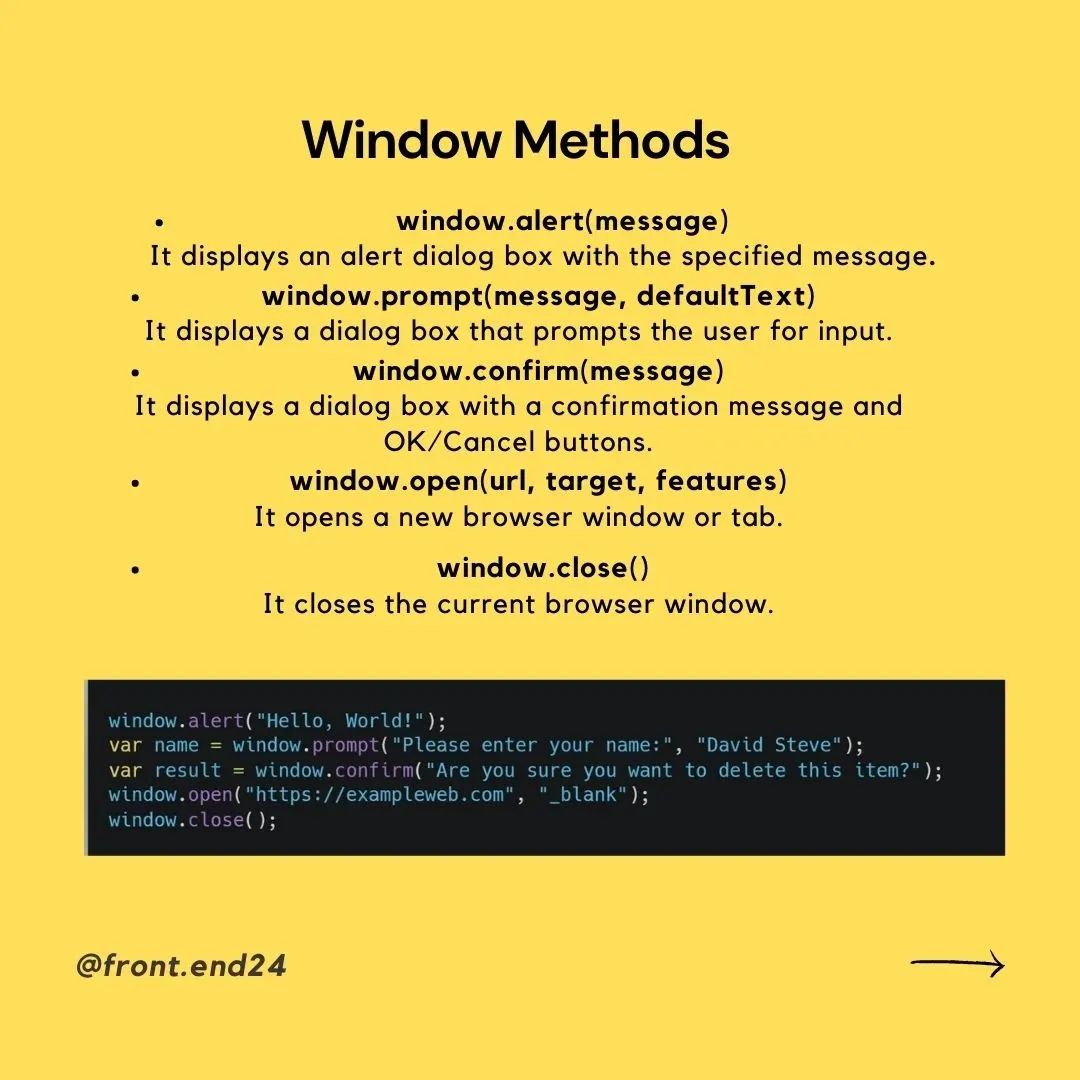 Window Methods
• window.alert(message)
It displays an alert dialog box with the specified message.
• window.prompt(message, defaultText)
It displays a dialog box that prompts the user for input.
• window.confirm(message)
It displays a dialog box with a confirmation message and
OK/Cancel buttons.
• window.open(url, target, features)
It opens a new browser window or tab.
• window.close()
It closes the current browser window.
window.alert("Hello, World!");
var name = window.prompt("Please enter your name:", "David Steve");
var result = window.confirm("Are you sure you want to delete this item?");
window.open("https://exampleweb.com", "_blank");
window.close();
@front.end24